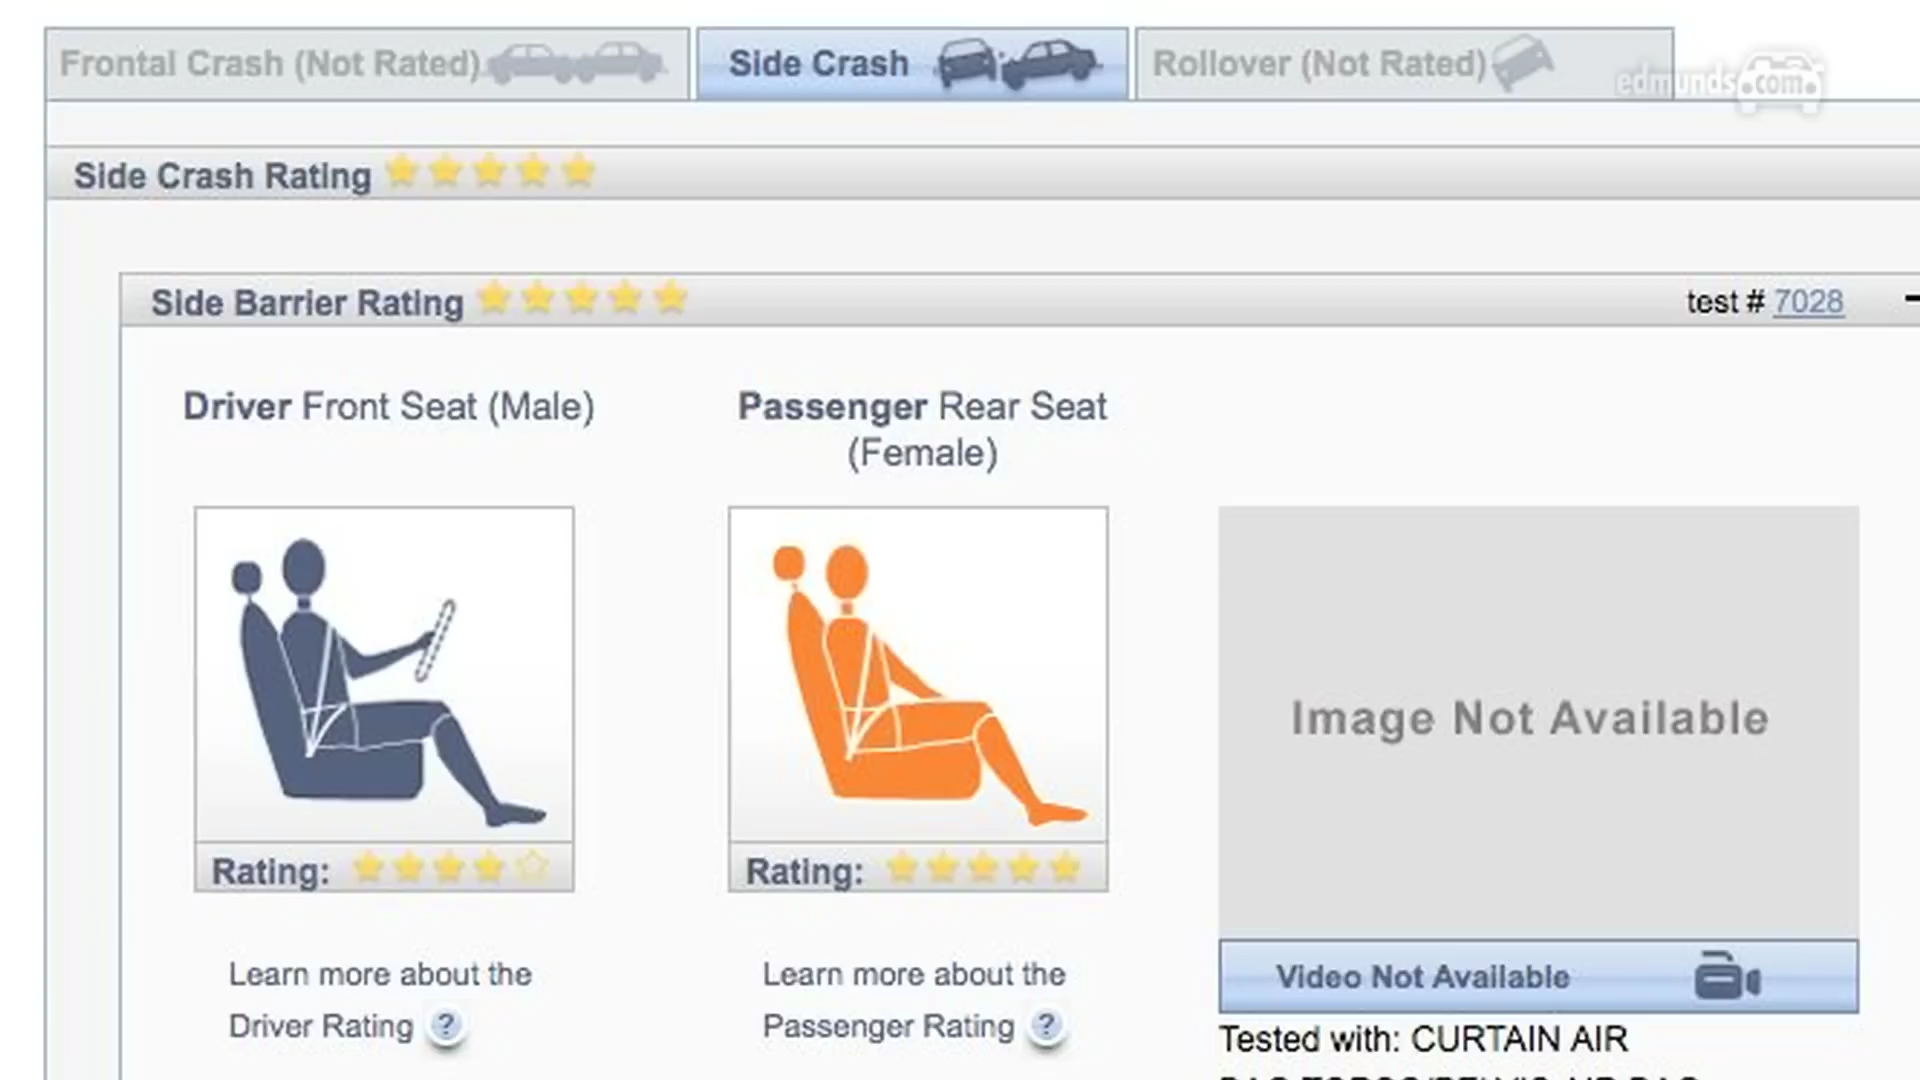 Frontal Crash (Not Rated)
Side Crash
Rollover (Not Rated)
edmunds.com
Side Crash Rating
Side Barrier Rating
test # 7028
Driver Front Seat (Male)
Passenger Rear Seat
(Female)
Image Not Available
Rating:
Rating:
Learn more about the
Driver Rating ?
Learn more about the
Passenger Rating ?
Video Not Available
Tested with: CURTAIN AIR